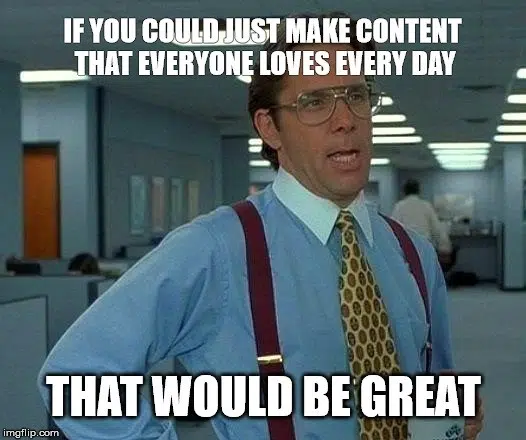 IF YOU COULD JUST MAKE CONTENT
THAT EVERYONE LOVES EVERY DAY
THAT WOULD BE GREAT
imgflip.com